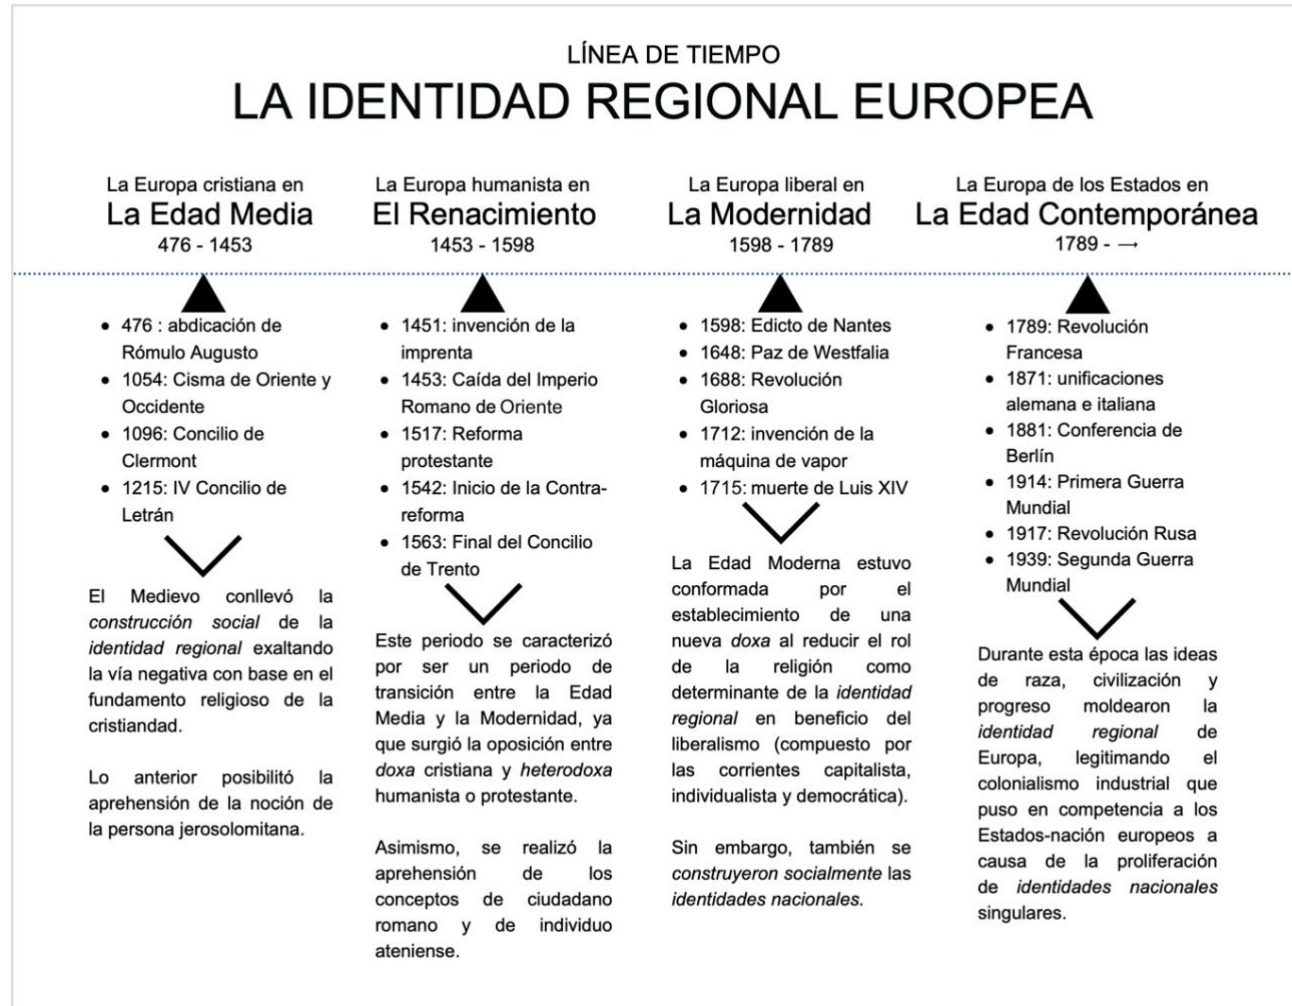 LÍNEA DE TIEMPO
LA IDENTIDAD REGIONAL EUROPEA
La Europa cristiana en
La Edad Media
476 - 1453
• 476 : abdicación de
Rómulo Augusto
• 1054: Cisma de Oriente y
Occidente
• 1096: Concilio de
Clermont
• 1215: IV Concilio de
Letrán
El Medievo conllevó la
construcción social de la
identidad regional exaltando
la vía negativa con base en el
fundamento religioso de la
cristiandad.
Lo anterior posibilitó la
aprehensión de la noción de
la persona jerosolomitana.
La Europa humanista en
El Renacimiento
1453 - 1598
• 1451: invención de la
imprenta
• 1453: Caída del Imperio
Romano de Oriente
• 1517: Reforma
protestante
• 1542: Inicio de la Contra-
reforma
• 1563: Final del Concilio
de Trento
Este periodo se caracterizó
por ser un periodo de
transición entre la Edad
Media y la Modernidad, ya
que surgió la oposición entre
doxa cristiana y heterodoxa
humanista o protestante.
Asimismo, se realizó la
aprehensión de los
conceptos de ciudadano
romano y de individuo
ateniense.
La Europa liberal en
La Modernidad
1598 - 1789
• 1598: Edicto de Nantes
• 1648: Paz de Westfalia
• 1688: Revolución
Gloriosa
• 1712: invención de la
máquina de vapor
• 1715: muerte de Luis XIV
La Edad Moderna estuvo
conformada por el
establecimiento de una
nueva doxa al reducir el rol
de la religión como
determinante de la identidad
regional en beneficio del
liberalismo (compuesto por
las corrientes capitalista,
individualista y democrática).
Sin embargo, también se
construyeron socialmente las
identidades nacionales.
La Europa de los Estados en
La Edad Contemporánea
1789 - →
• 1789: Revolución
Francesa
• 1871: unificaciones
alemana e italiana
• 1881: Conferencia de
Berlín
• 1914: Primera Guerra
Mundial
• 1917: Revolución Rusa
• 1939: Segunda Guerra
Mundial
Durante esta época las ideas
de raza, civilización y
progreso moldearon la
identidad regional de
Europa, legitimando el
colonialismo industrial que
puso en competencia a los
Estados-nación europeos a
causa de la proliferación
de identidades nacionales
singulares.